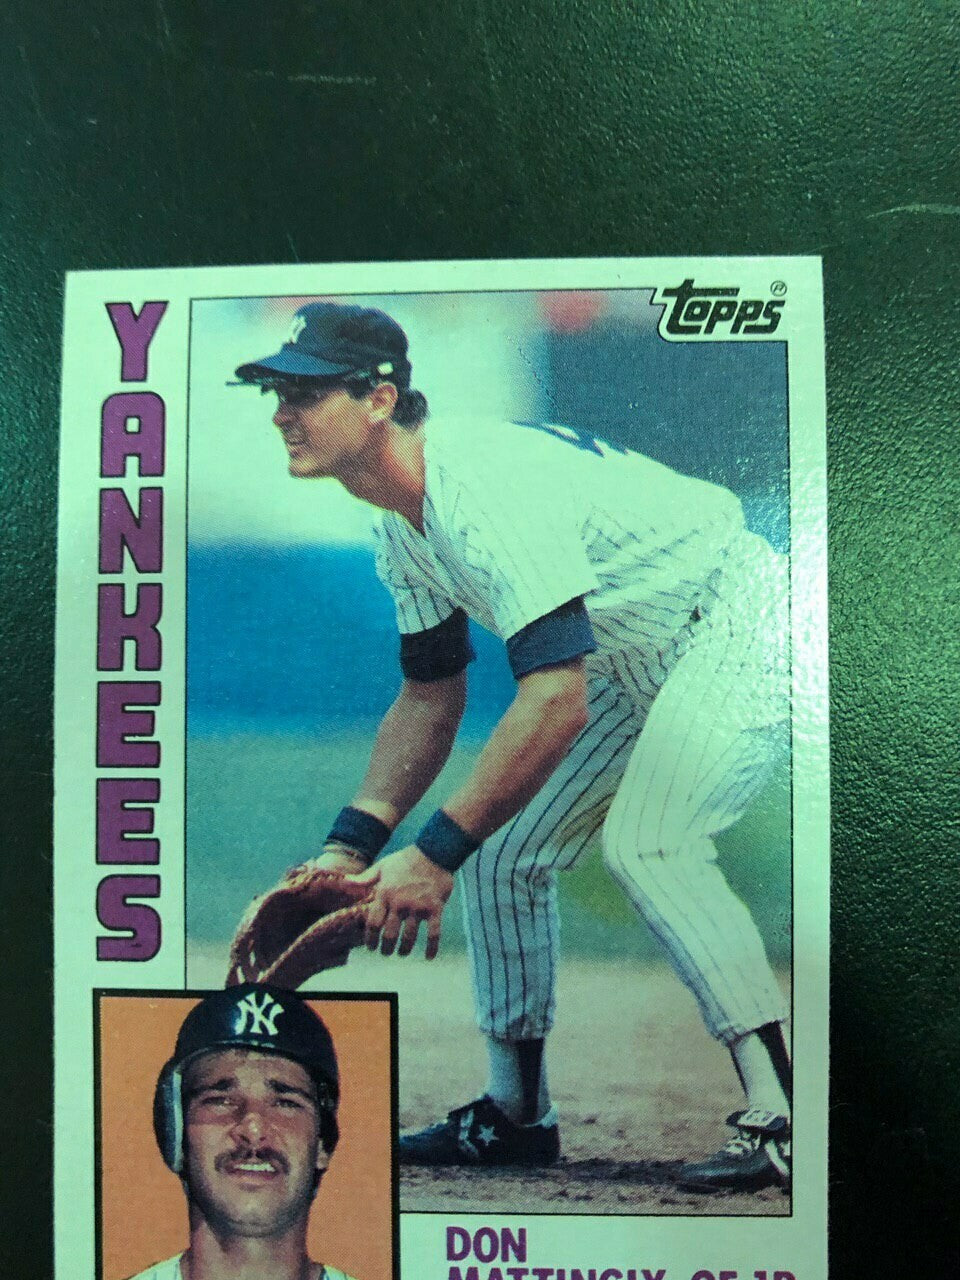 YANKEES
topps®
NY
DON
MATTINGLY OF-1B